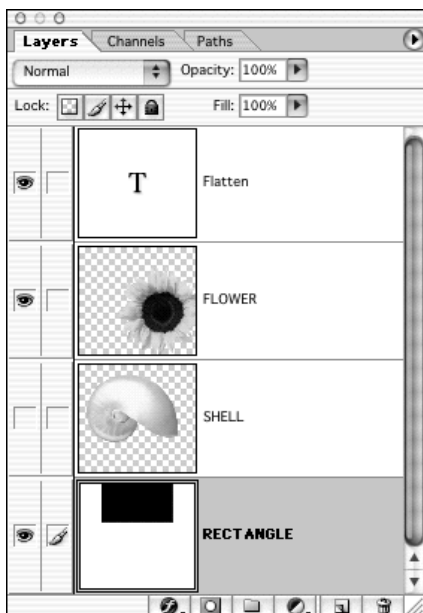 Layers Channels Paths
Normal Opacity: 100%
Lock: Fill: 100%
T Flatten
FLOWER
SHELL
RECTANGLE